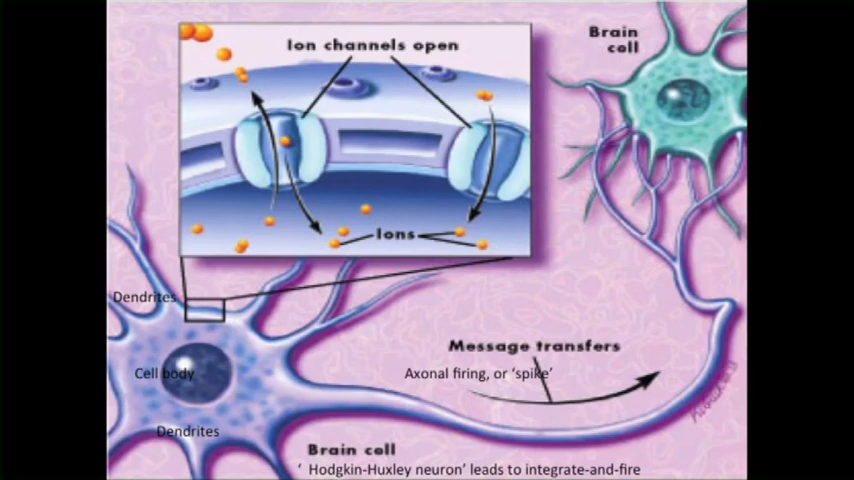 Ion channels open
Brain
cell
Ions
Dendrites
Message transfers
Cell body
Axonal firing, or ‘spike’
Dendrites
Brain cell
‘ Hodgkin-Huxley neuron’ leads to integrate-and-fire